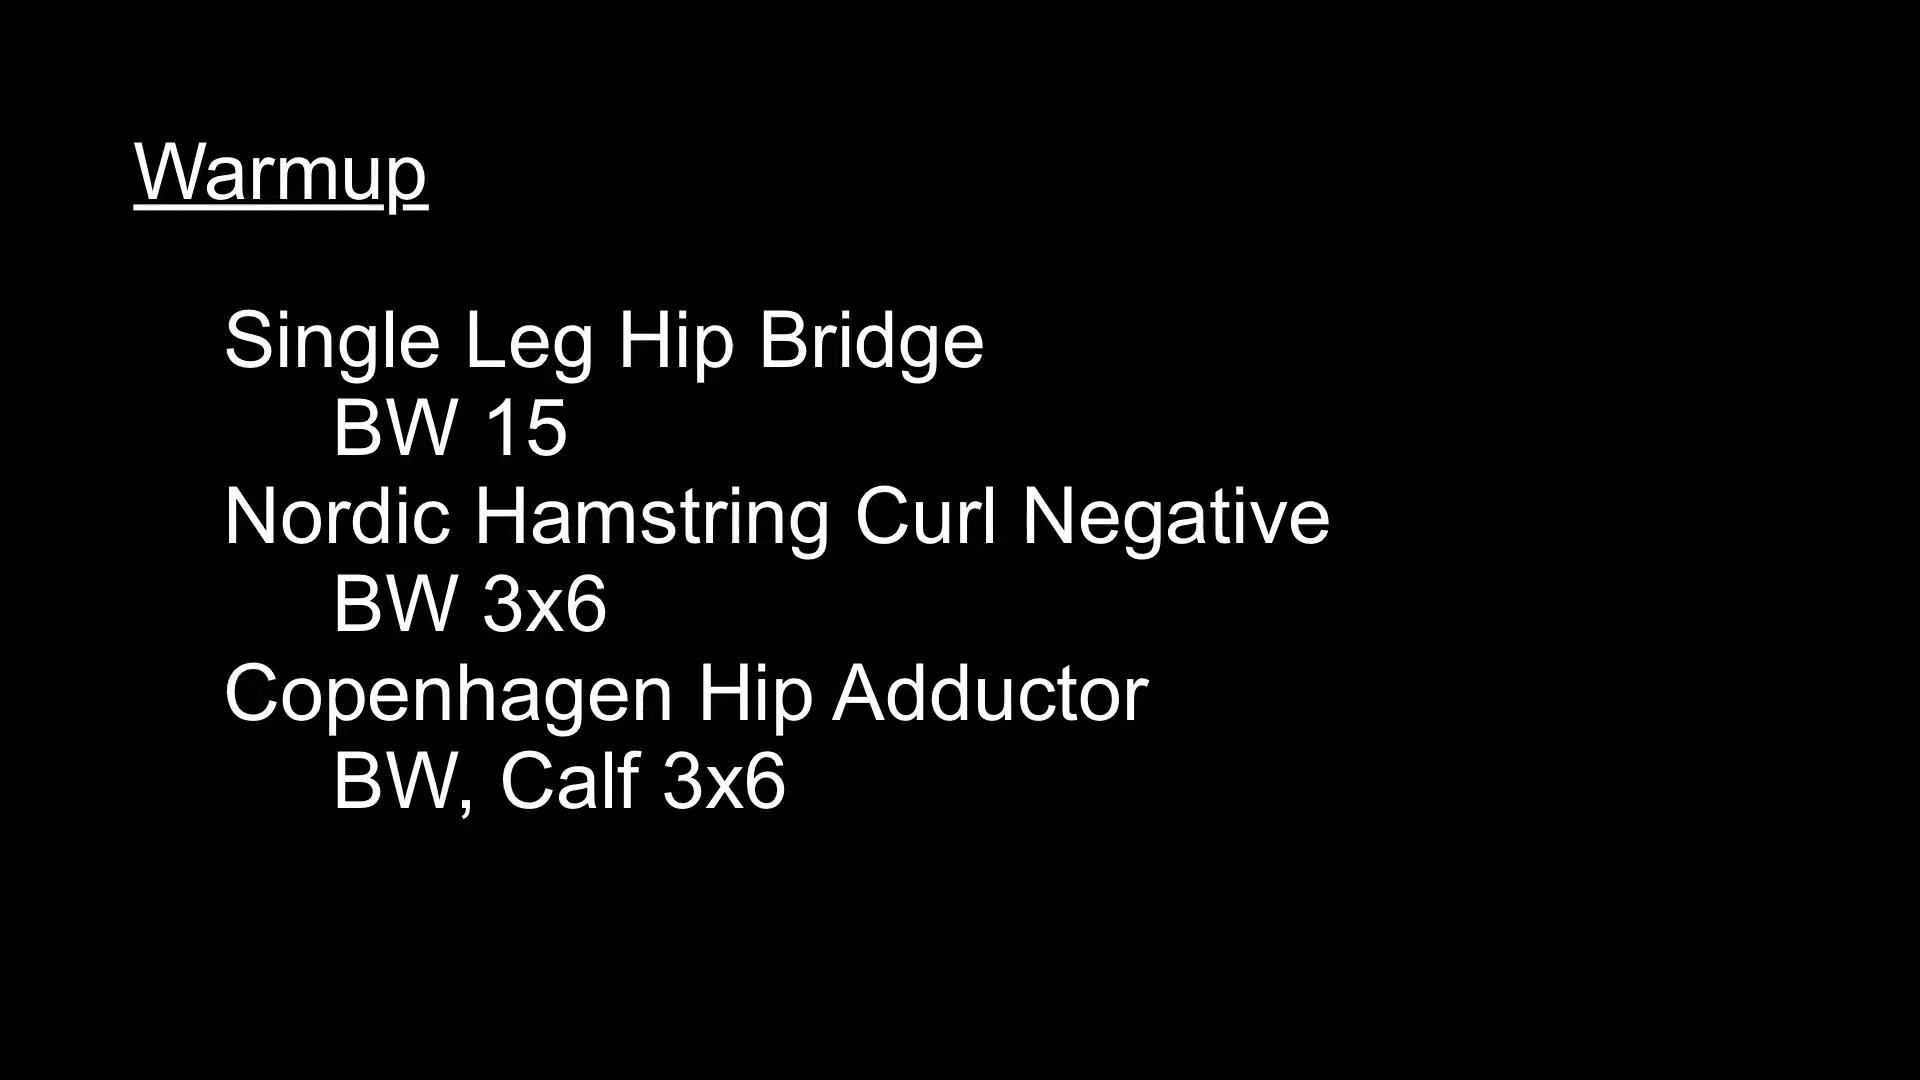 Warmup
Single Leg Hip Bridge
BW 15
Nordic Hamstring Curl Negative
BW 3x6
Copenhagen Hip Adductor
BW, Calf 3x6